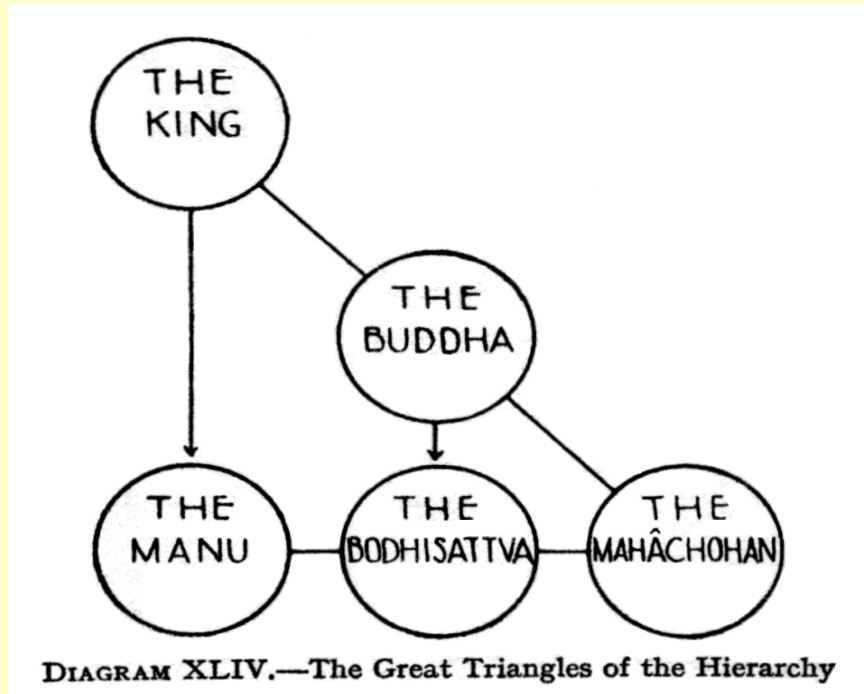 THE
KING
THE
BUDDHA
THE
MANU
THE
BODHISATTVA
THE
MAHÂCHOHAN
DIAGRAM XLIV.—The Great Triangles of the Hierarchy